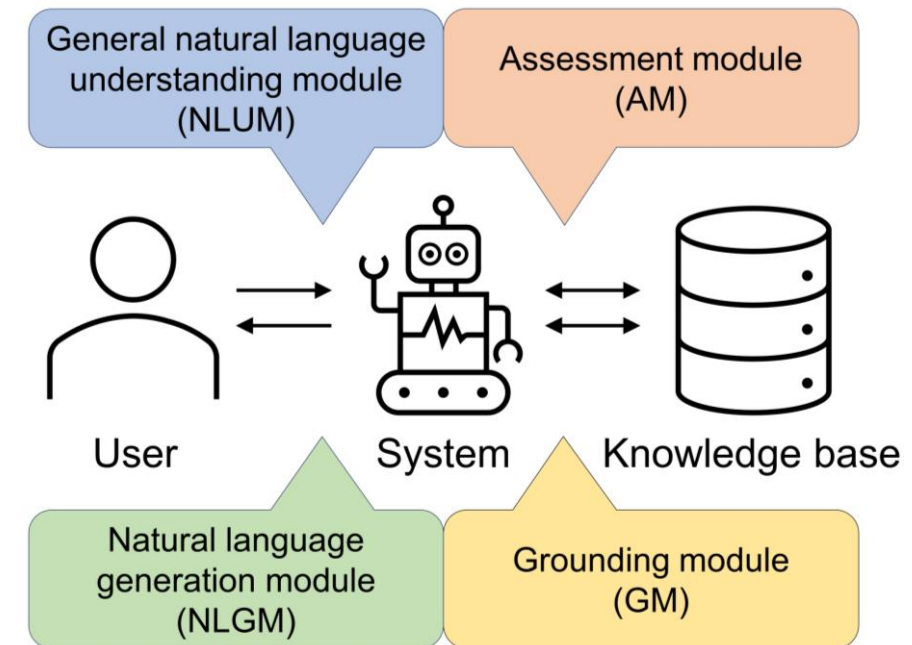 General natural language
understanding module
(NLUM)
Assessment module
(AM)
User
System
Knowledge base
Natural language
generation module
(NLGM)
Grounding module
(GM)